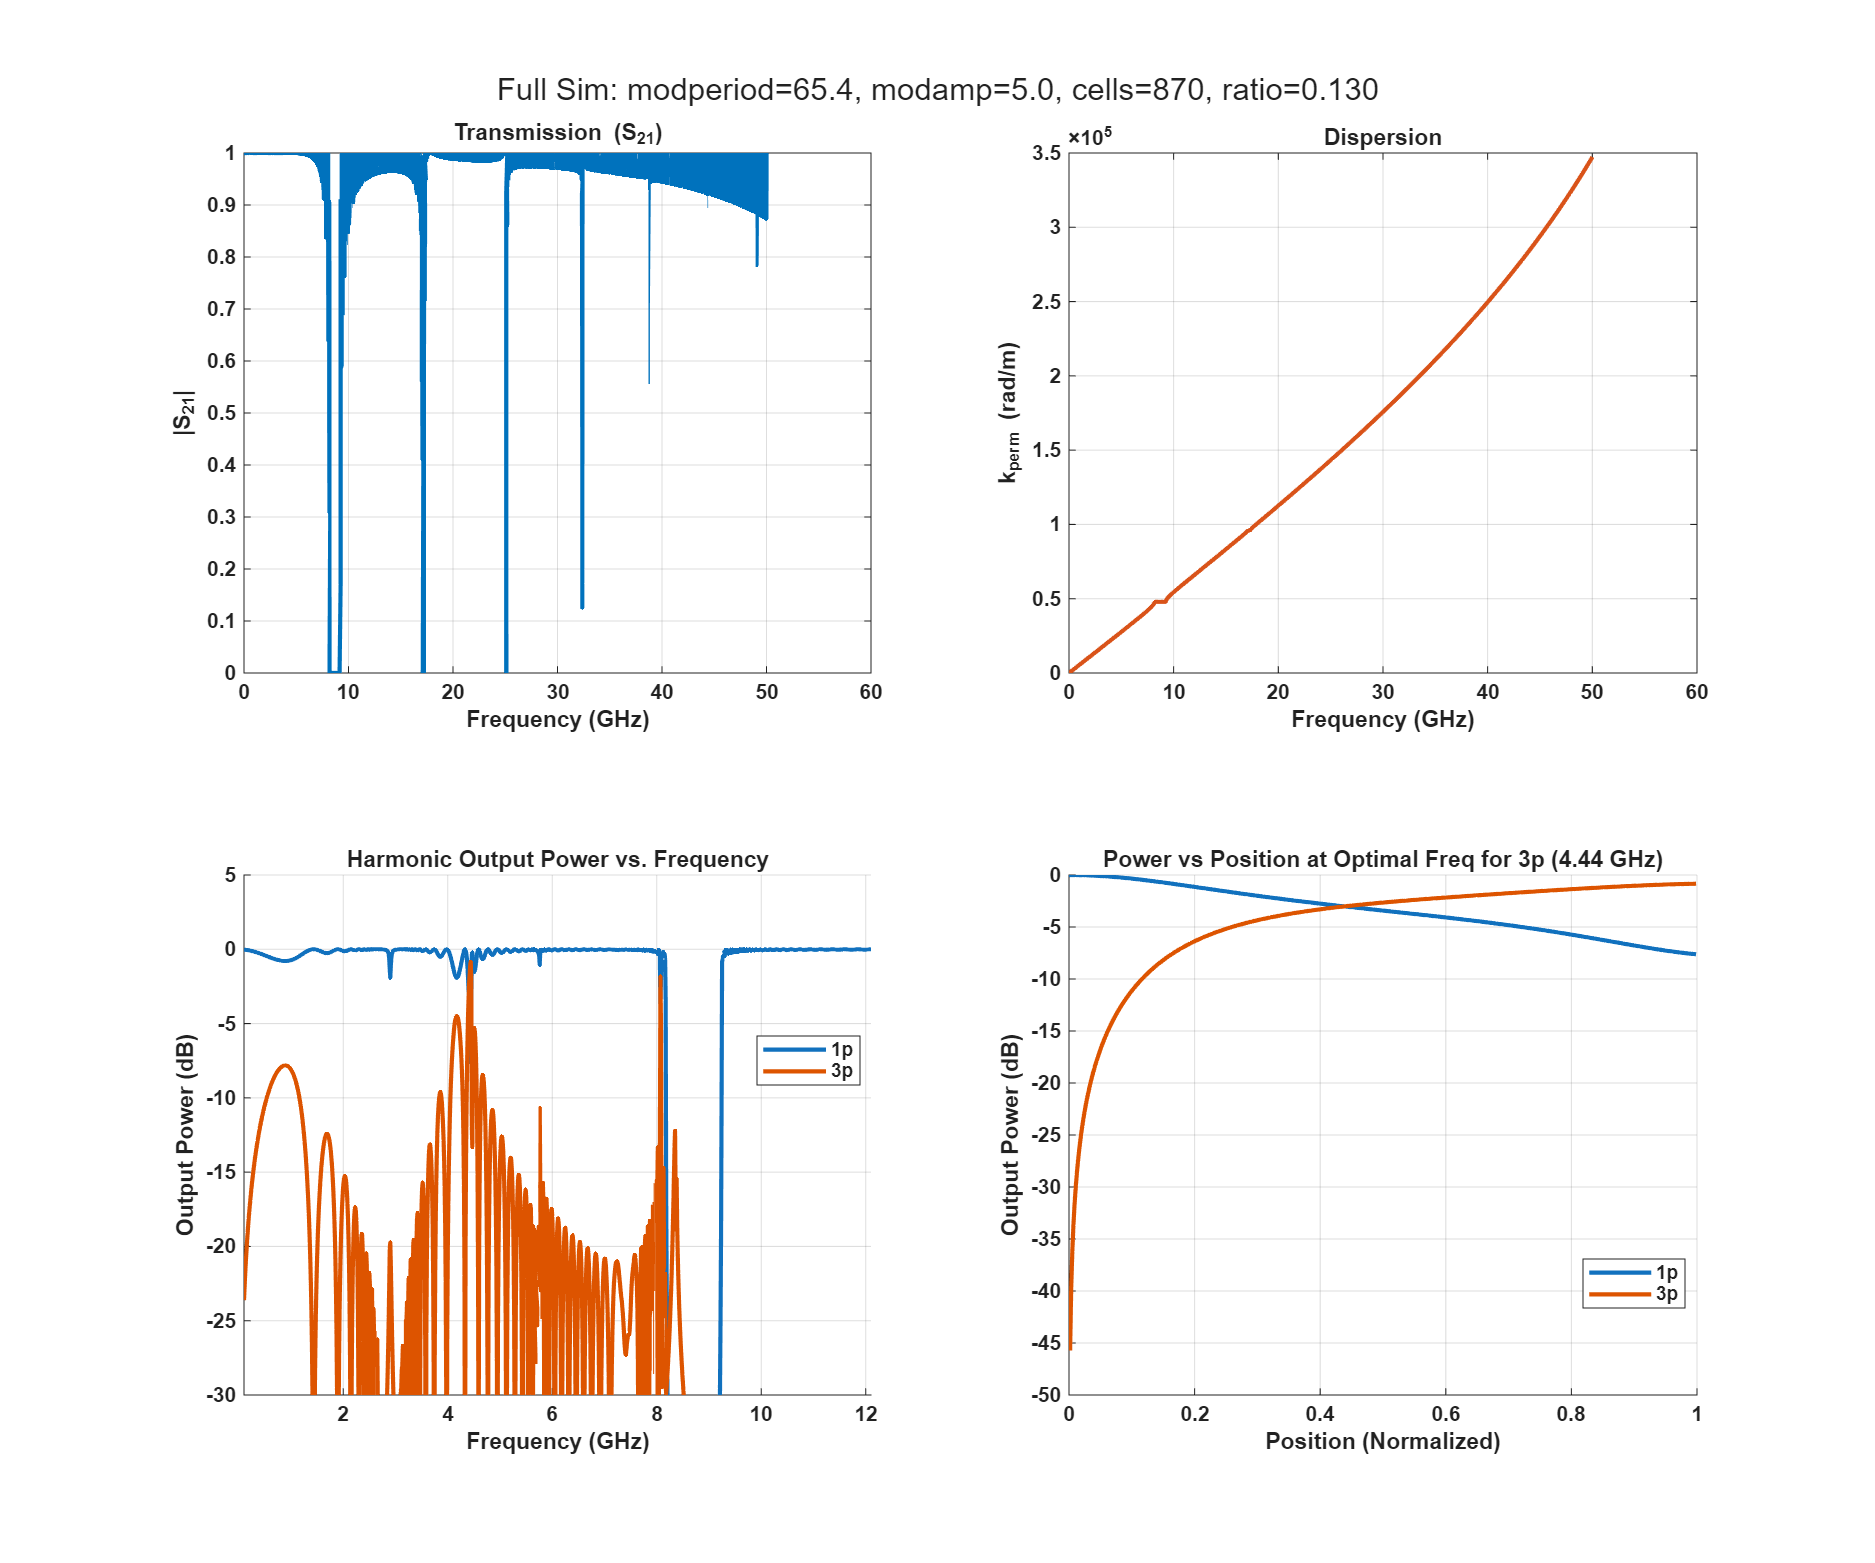 Full Sim: modperiod=65.4, modamp=5.0, cells=870, ratio=0.130
Transmission (S21)
1
0.9
0.8
0.7
0.6
0.5
0.4
0.3
0.2
0.1
0
|S21|
0 10 20 30 40 50 60
Frequency (GHz)
×10^5
Dispersion
3.5
3
2.5
2
1.5
1
0.5
0
kperm (rad/m)
0 10 20 30 40 50 60
Frequency (GHz)
Harmonic Output Power vs. Frequency
5
0
-5
-10
-15
-20
-25
-30
Output Power (dB)
1p
3p
2 4 6 8 10 12
Frequency (GHz)
Power vs Position at Optimal Freq for 3p (4.44 GHz)
0
-5
-10
-15
-20
-25
-30
-35
-40
-45
-50
Output Power (dB)
1p
3p
0 0.2 0.4 0.6 0.8 1
Position (Normalized)